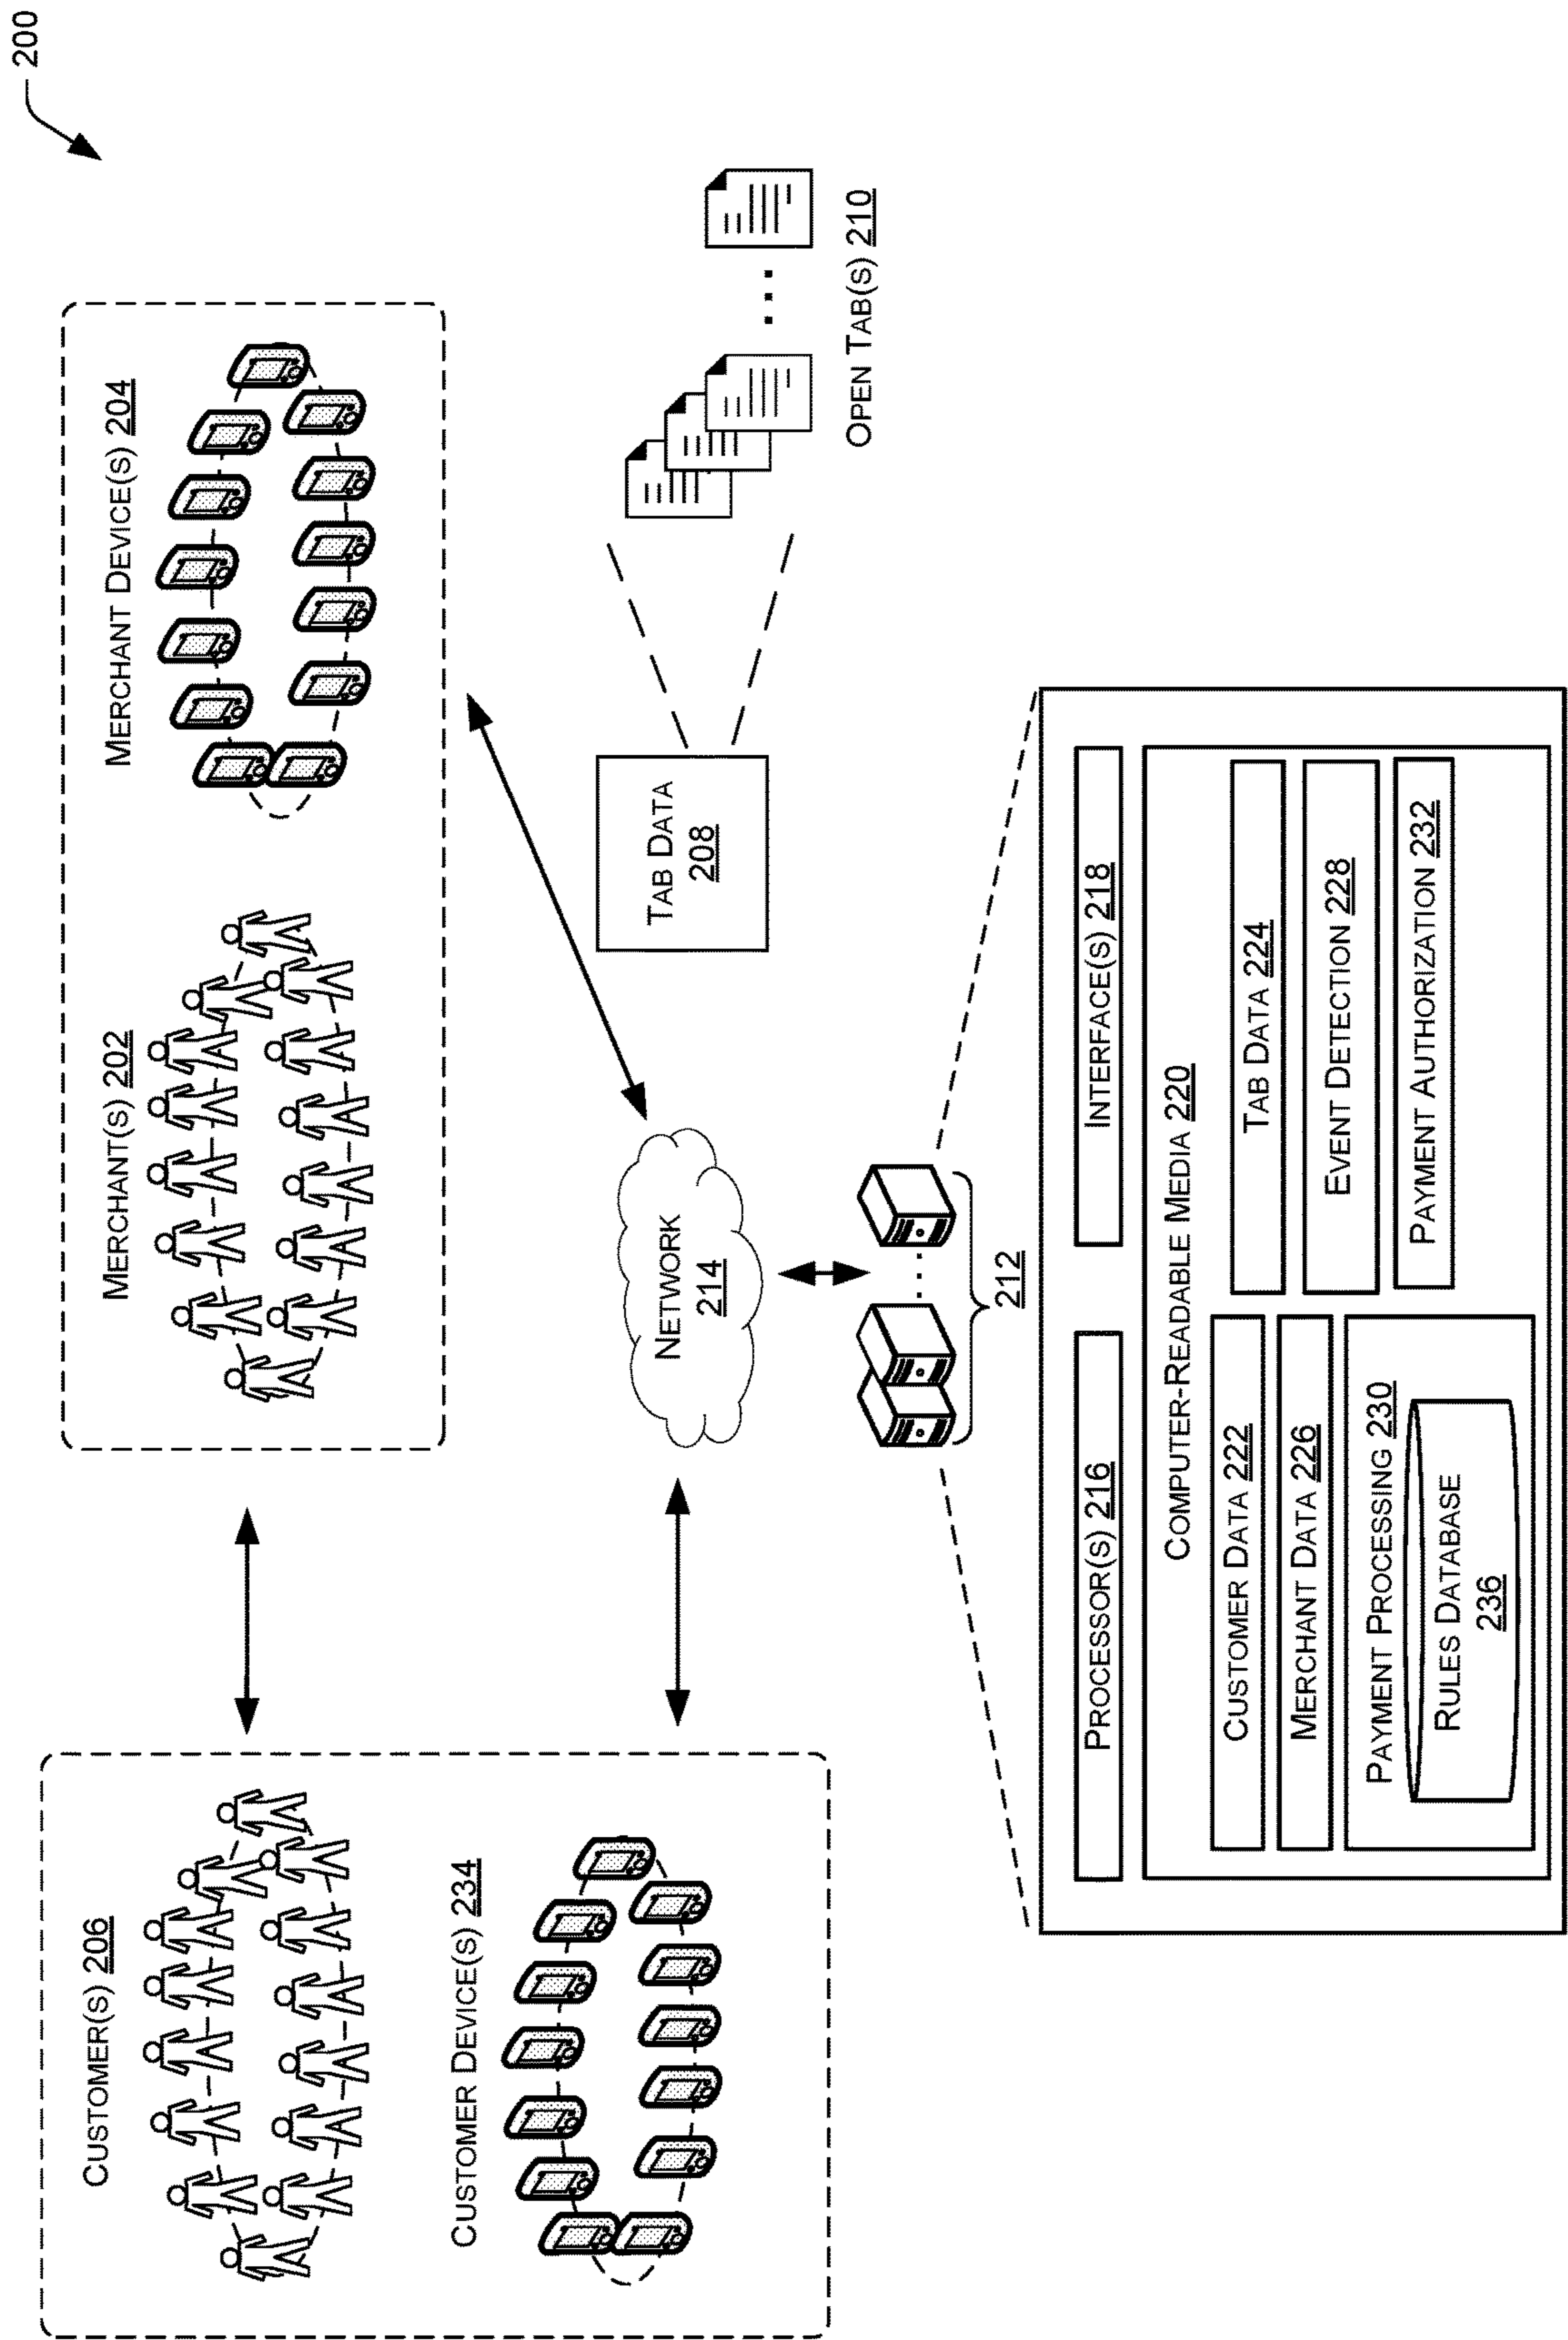 200
CUSTOMER(S) 206
MERCHANT(S) 202
MERCHANT DEVICE(S) 204
CUSTOMER DEVICE(S) 234
NETWORK
214
TAB DATA
208
OPEN TAB(S) 210
212
PROCESSOR(S) 216
INTERFACE(S) 218
COMPUTER-READABLE MEDIA 220
CUSTOMER DATA 222
TAB DATA 224
MERCHANT DATA 226
EVENT DETECTION 228
PAYMENT PROCESSING 230
RULES DATABASE
236
PAYMENT AUTHORIZATION 232